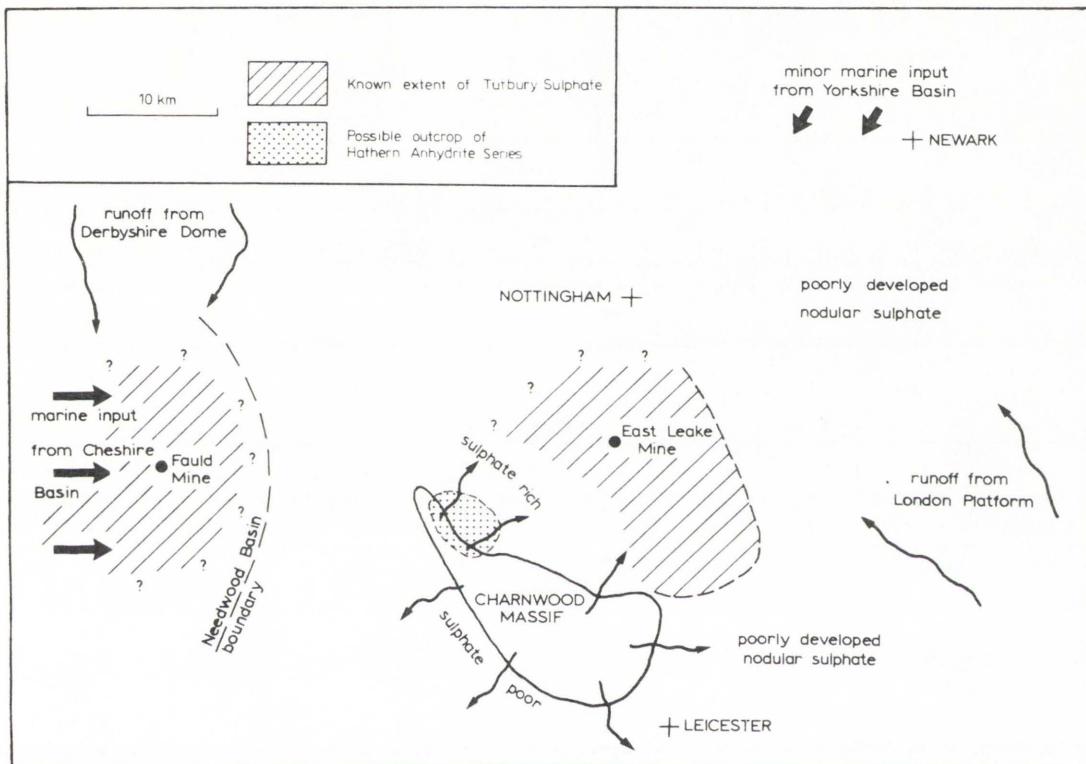 10 km
Known extent of Tutbury Sulphate
Possible outcrop of
Hathern Anhydrite Series
minor marine input
from Yorkshire Basin
NEWARK
runoff from
Derbyshire Dome
NOTTINGHAM
poorly developed
nodular sulphate
? ? ?
marine input
from Cheshire
Basin
Fauld
Mine
? ? ? ?
?
Needwood Basin
boundary
? ? ? ?
East Leake
Mine
sulphate rich
runoff from
London Platform
CHARNWOOD
MASSIF
sulphate
poor
poorly developed
nodular sulphate
LEICESTER